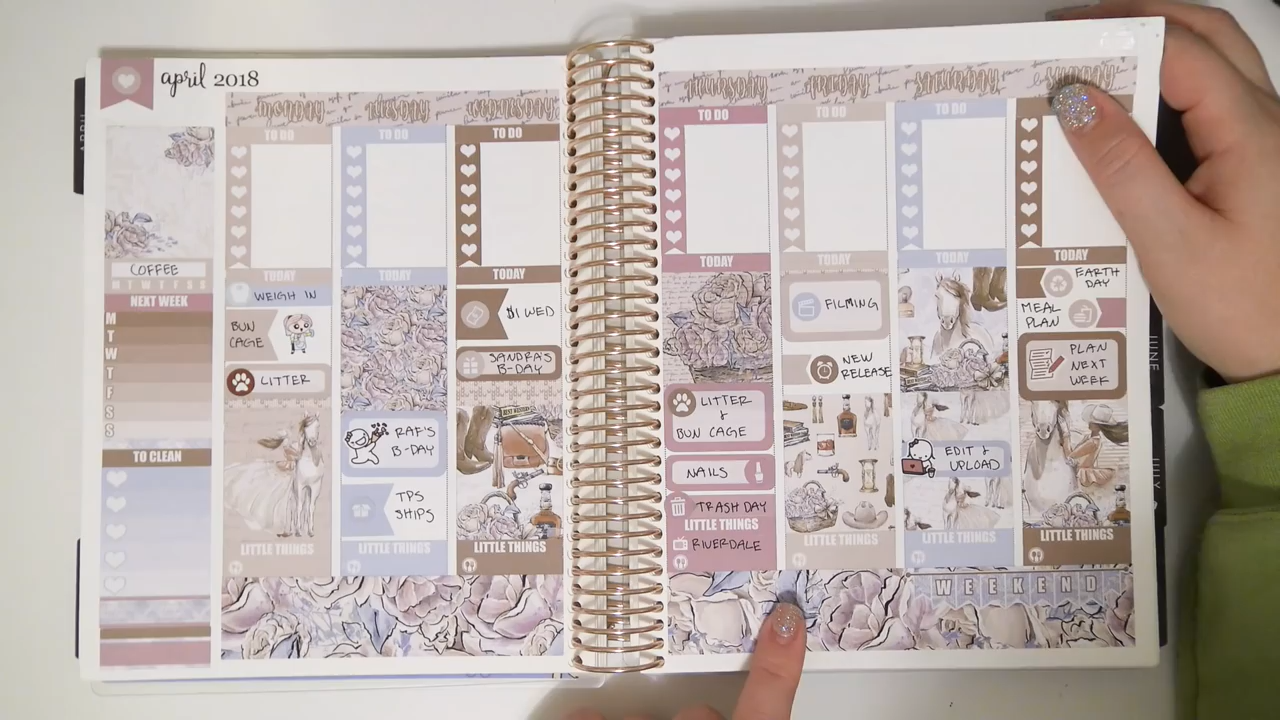 april 2018
COFFEE
M T W T F S S
NEXT WEEK
M
T
W
T
F
S
S
TO CLEAN
MONDAY
TO DO
TODAY
WEIGH IN
BUN
CAGE
LITTER
LITTLE THINGS
TUESDAY
TO DO
TODAY
RAF'S
B-DAY
TPS
SHIPS
LITTLE THINGS
WEDNESDAY
TO DO
TODAY
$1 WED
SANDRA'S
B-DAY
LITTLE THINGS
THURSDAY
TO DO
TODAY
LITTER
&
BUN CAGE
NAILS
TRASH DAY
LITTLE THINGS
RIVERDALE
FRIDAY
TO DO
TODAY
FILMING
NEW
RELEASE
LITTLE THINGS
SATURDAY
TO DO
TODAY
EDIT &
UPLOAD
LITTLE THINGS
SUNDAY
TODAY
EARTH
DAY
MEAL
PLAN
PLAN
NEXT
WEEK
LITTLE THINGS
WEEKEND
JUNE
JULY